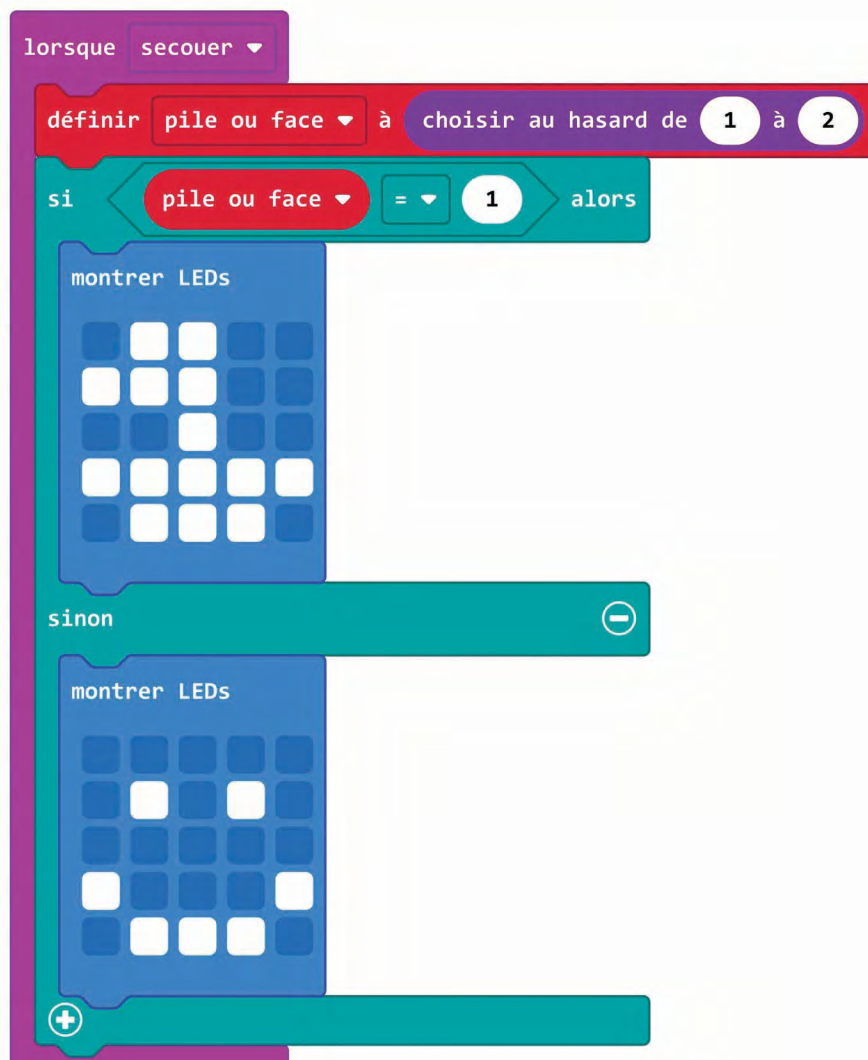 lorsque secouer
définir pile ou face à choisir au hasard de 1 à 2
si pile ou face = 1 alors
montrer LEDs
sinon
montrer LEDs